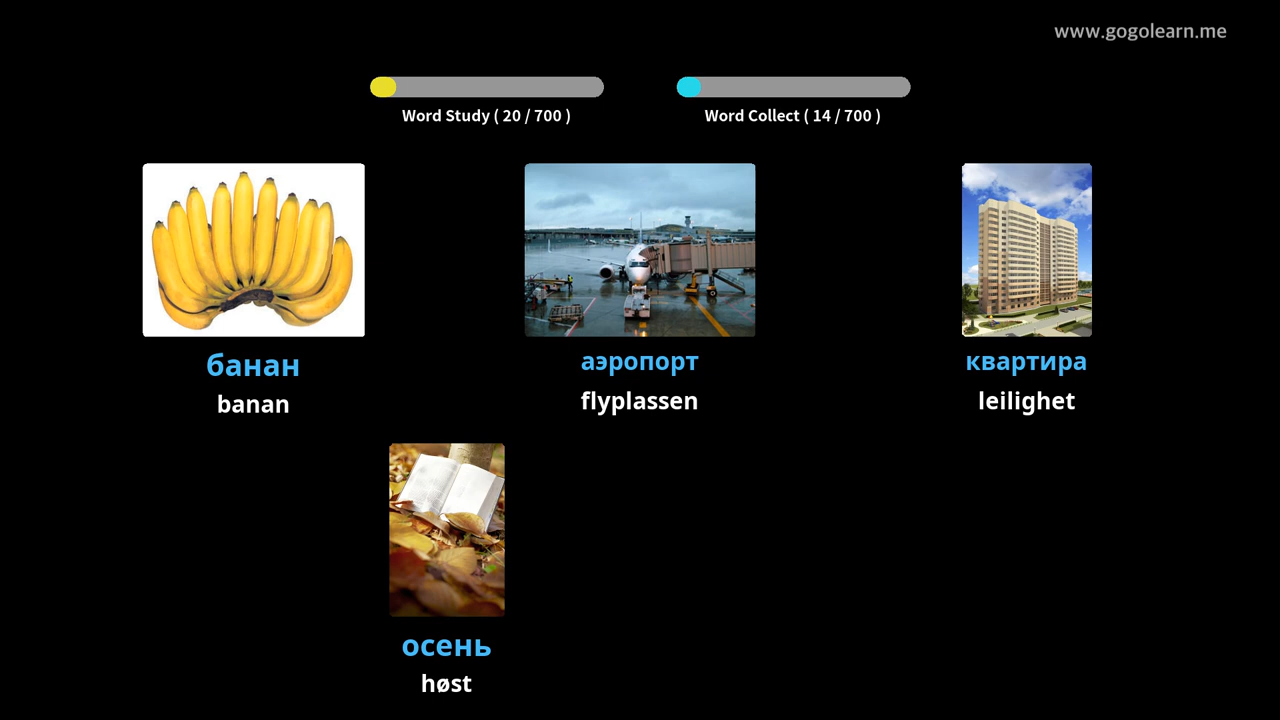 www.gogolearn.me
Word Study ( 20 / 700 )
Word Collect ( 14 / 700 )
банан
banan
аэропорт
flyplassen
квартира
leilighet
осень
høst